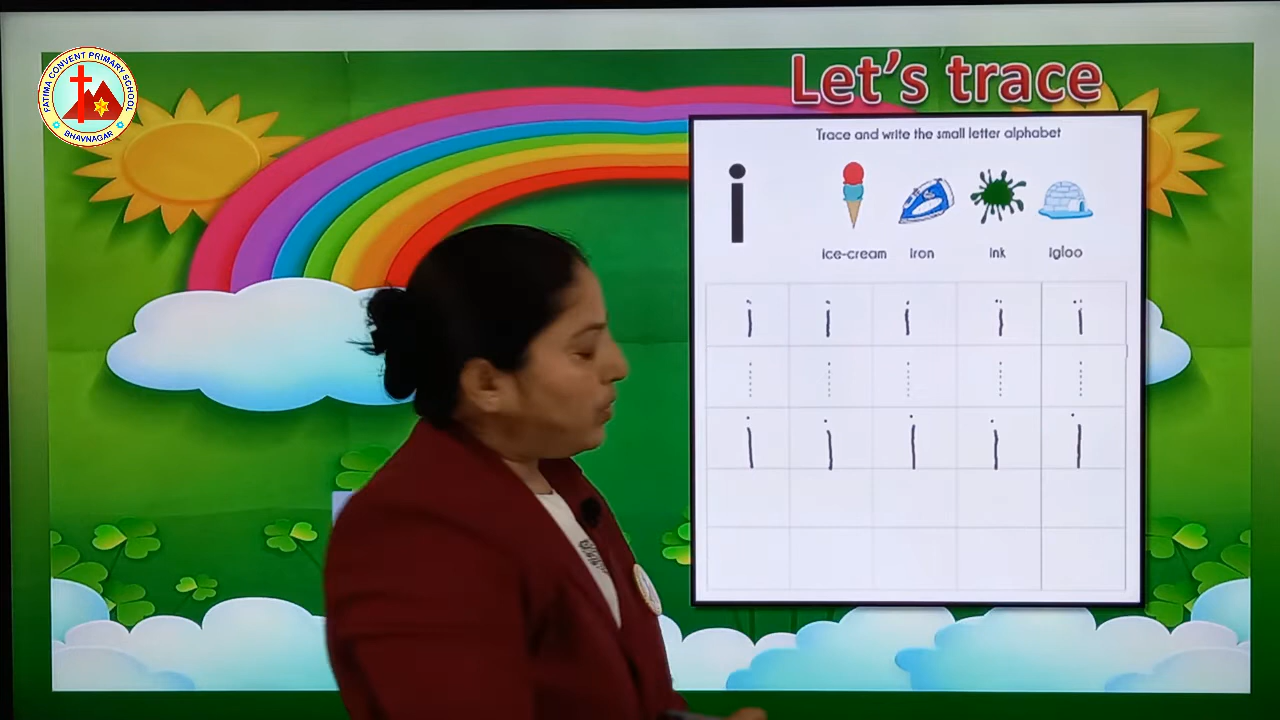 FATIMA CONVENT PRIMARY SCHOOL
BHAVNAGAR
Let's trace
Trace and write the small letter alphabet
i
ice-cream Iron Ink Igloo
i i i i i
i i i i i
i i i i i